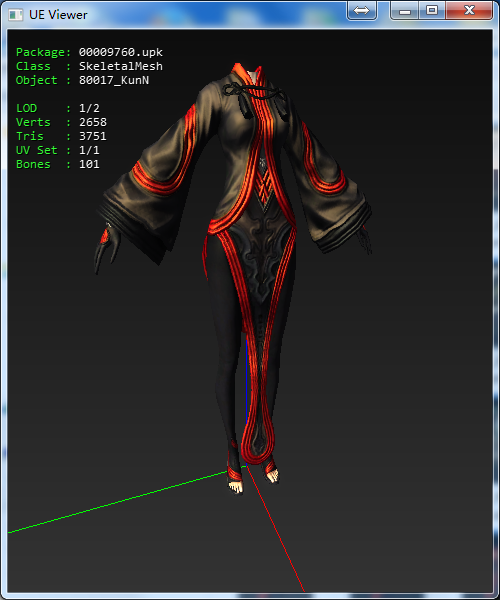 UE Viewer
Package: 00009760.upk
Class : SkeletalMesh
Object : 80017_KunN
LOD : 1/2
Verts : 2658
Tris : 3751
UV Set : 1/1
Bones : 101